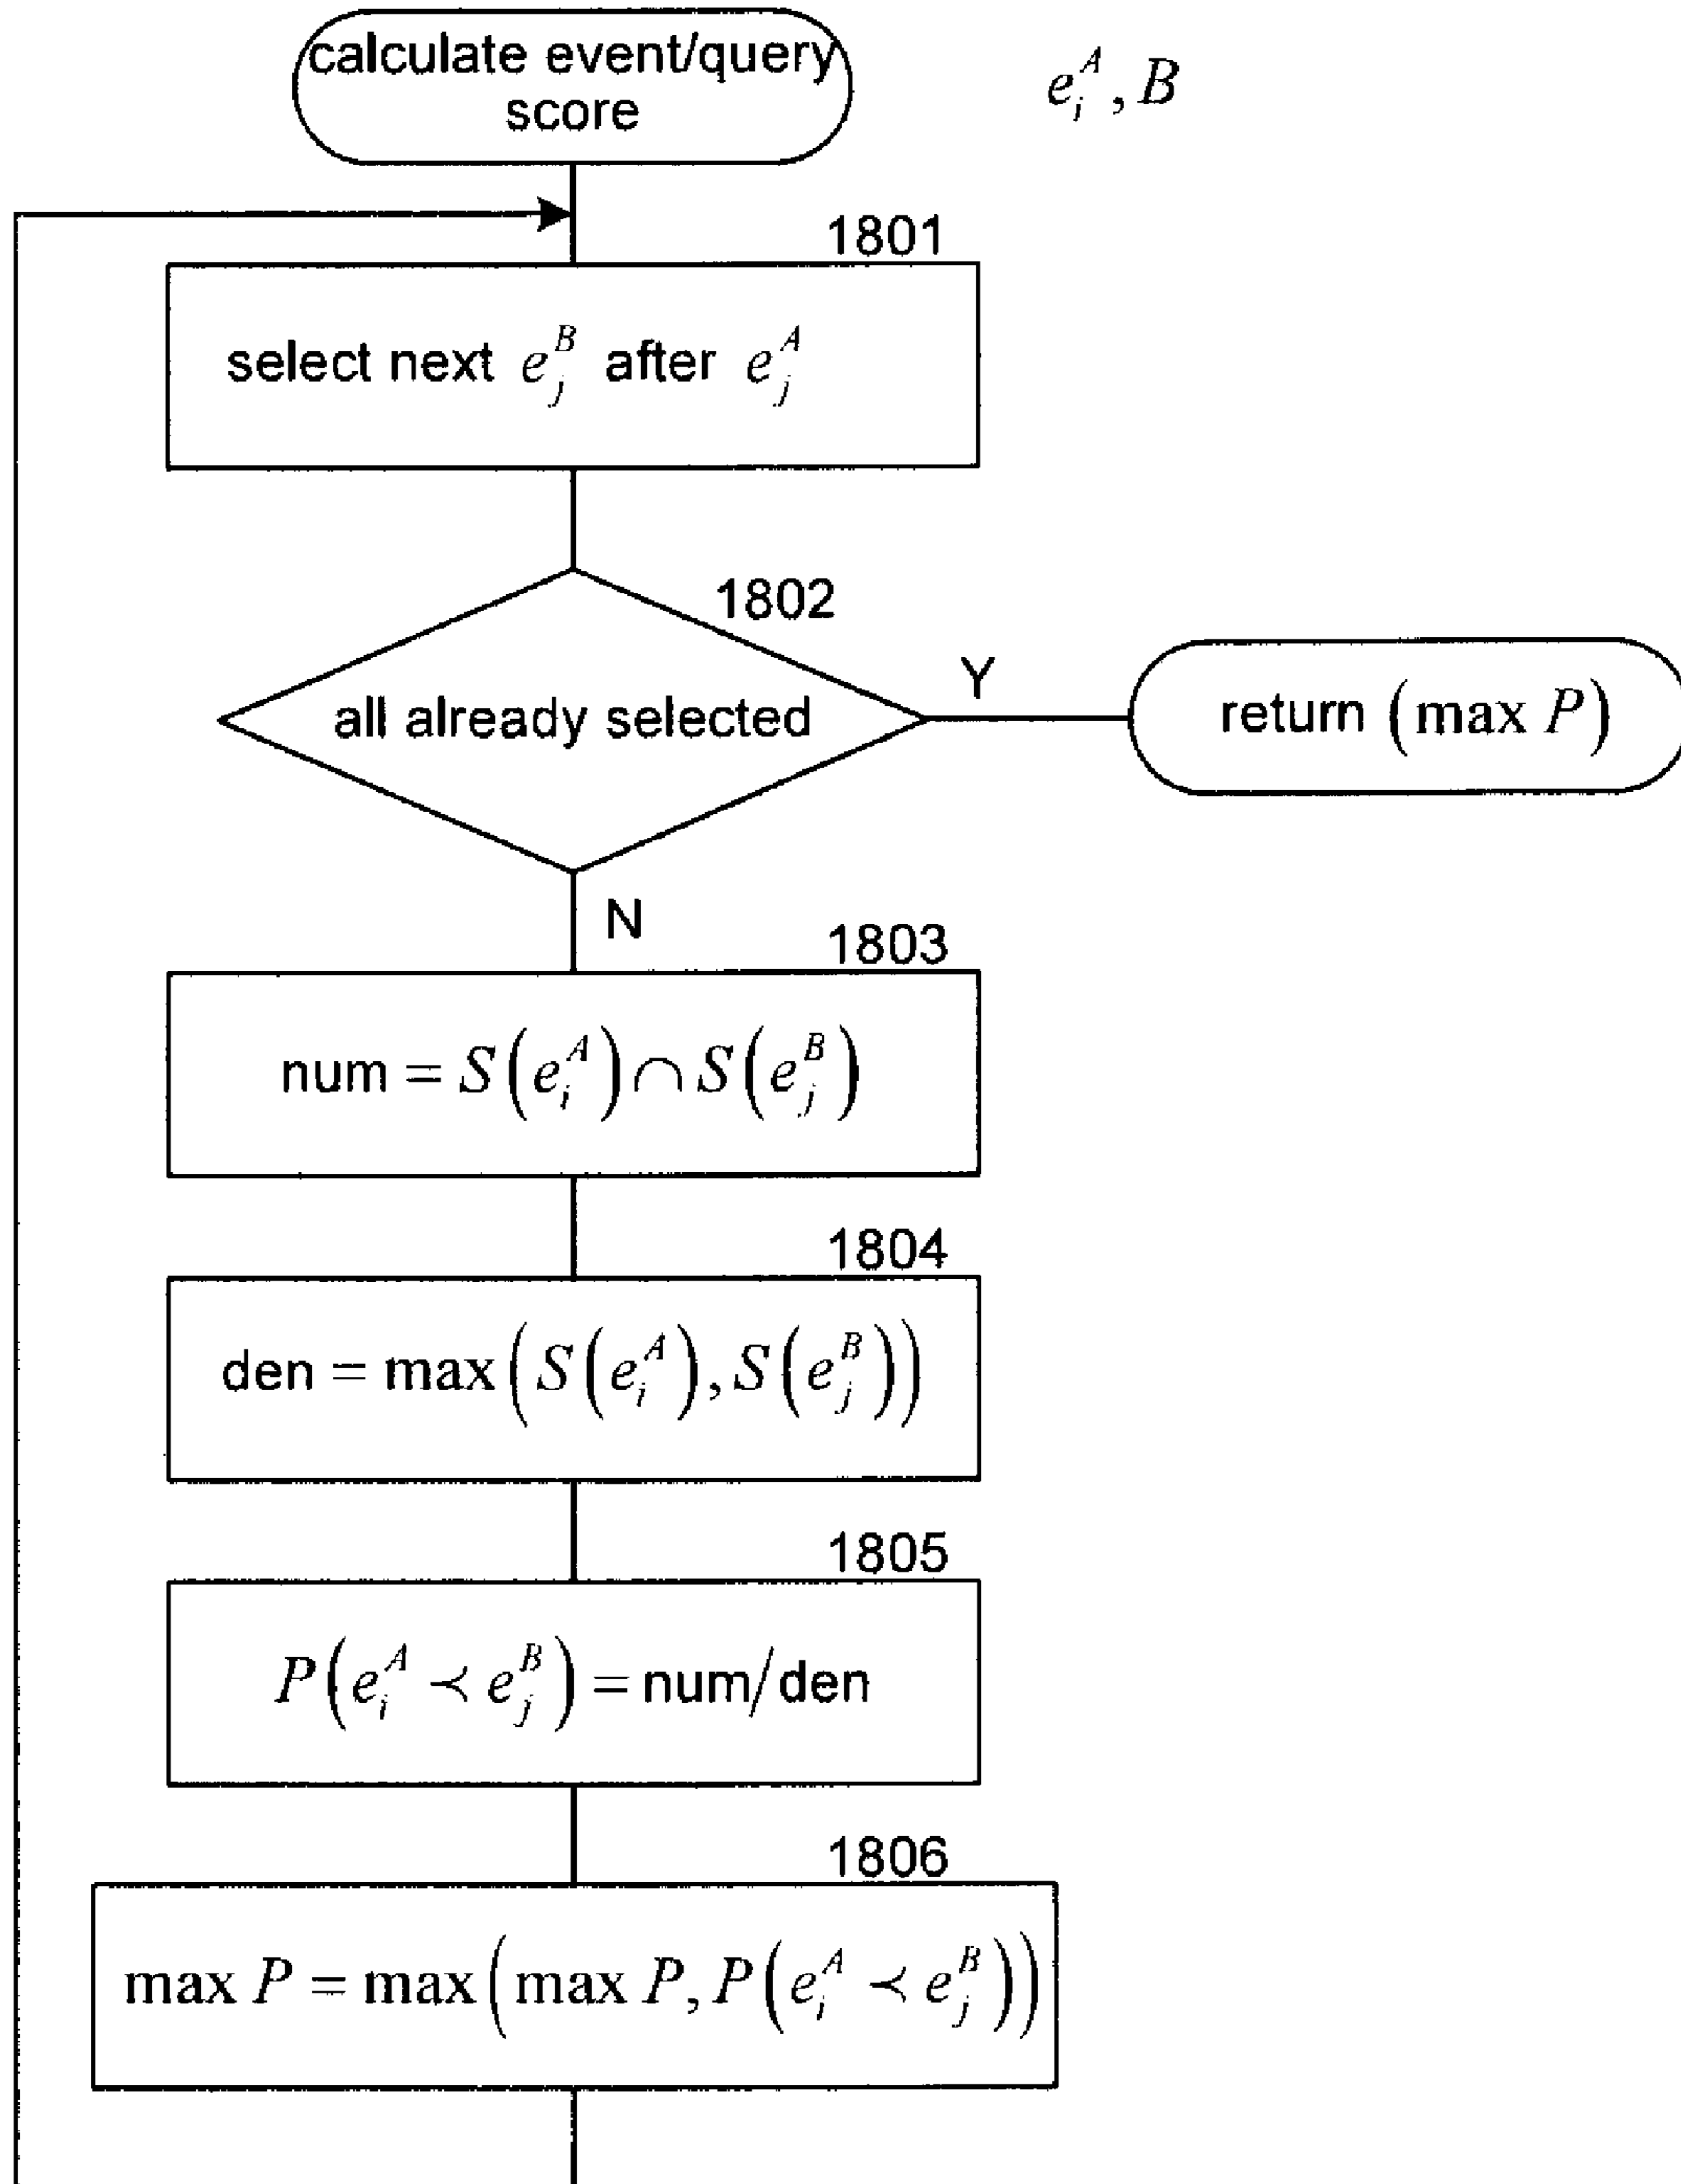 calculate event/query
score
e_i^A, B
1801
select next e_j^B after e_j^A
1802
all already selected
Y
return (max P)
N
1803
num = S(e_i^A) ∩ S(e_j^B)
1804
den = max(S(e_i^A), S(e_j^B))
1805
P(e_i^A ≺ e_j^B) = num/den
1806
max P = max(max P, P(e_i^A ≺ e_j^B))